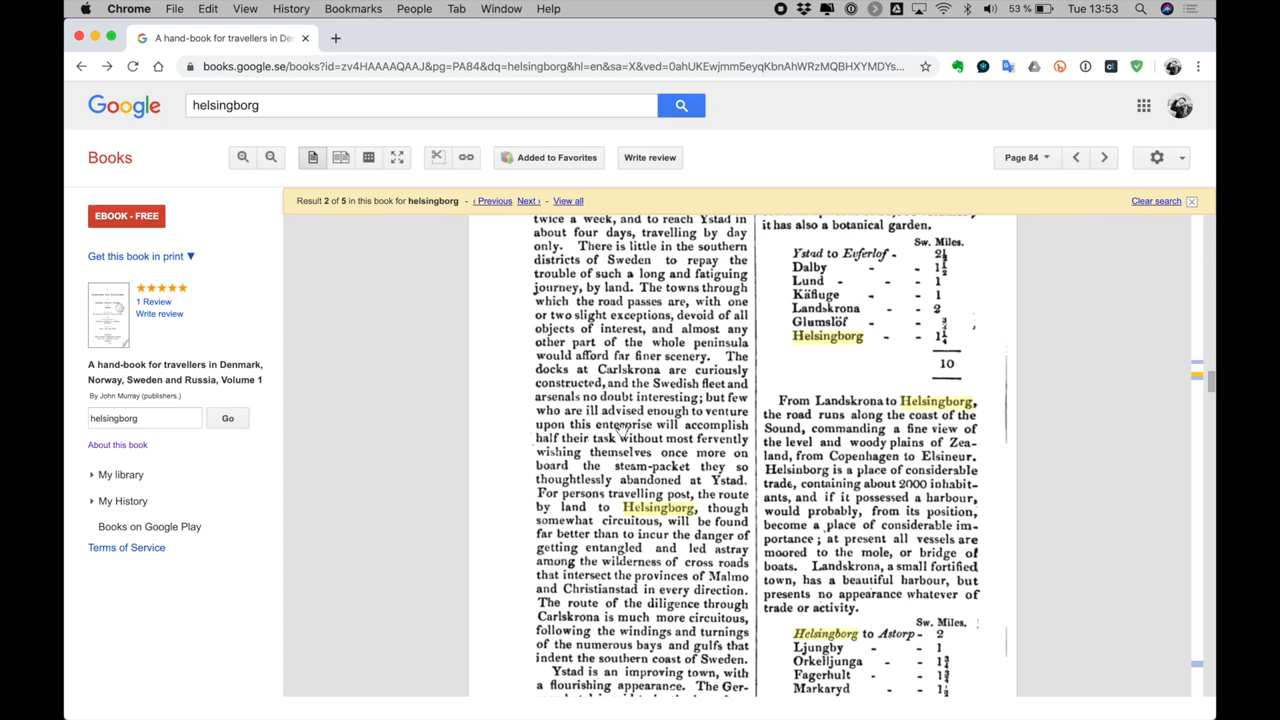 Chrome File Edit View History Bookmarks People Tab Window Help 53 % Tue 13:53
A hand-book for travellers in De
books.google.se/books?id=zv4HAAAAQAAJ&pg=PA84&dq=helsingborg&hl=en&sa=X&ved=0ahUKEwjmm5eyqKbnAhWRzMQBHXYMDYs...
Google helsingborg
Books Added to Favorites Write review Page 84
Result 2 of 5 in this book for helsingborg - ‹ Previous Next › - View all Clear search
EBOOK - FREE
Get this book in print ▼
1 Review
Write review
A hand-book for travellers in Denmark,
Norway, Sweden and Russia, Volume 1
By John Murray (publishers.)
helsingborg Go
About this book
My library
My History
Books on Google Play
Terms of Service
twice a week, and to reach Ystad in
about four days, travelling by day
only. There is little in the southern
districts of Sweden to repay the
trouble of such a long and fatiguing
journey, by land. The towns through
which the road passes are, with one
or two slight exceptions, devoid of all
objects of interest, and almost any
other part of the whole peninsula
would afford far finer scenery. The
docks at Carlskrona are curiously
constructed, and the Swedish fleet and
arsenals no doubt interesting; but few
who are ill advised enough to venture
upon this enterprise will accomplish
half their task without most fervently
wishing themselves once more on
board the steam-packet they so
thoughtlessly abandoned at Ystad.
For persons travelling post, the route
by land to Helsingborg, though
somewhat circuitous, will be found
far better than to incur the danger of
getting entangled and led astray
among the wilderness of cross roads
that intersect the provinces of Malmo
and Christianstad in every direction.
The route of the diligence through
Carlskrona is much more circuitous,
following the windings and turnings
of the numerous bays and gulfs that
indent the southern coast of Sweden.
Ystad is an improving town, with
a flourishing appearance. The Ger-
it has also a botanical garden.
Sw. Miles.
Ystad to Everlof - 2½
Dalby - - 1½
Lund - - 1
Käfluge - - 1
Landskrona - - 2
Glumslöf - - ¾
Helsingborg - - 1¼
10
From Landskrona to Helsingborg,
the road runs along the coast of the
Sound, commanding a fine view of
the level and woody plains of Zea-
land, from Copenhagen to Elsineur.
Helsinborg is a place of considerable
trade, containing about 2000 inhabit-
ants, and if it possessed a harbour,
would probably, from its position,
become a place of considerable im-
portance; at present all vessels are
moored to the mole, or bridge of
boats. Landskrona, a small fortified
town, has a beautiful harbour, but
presents no appearance whatever of
trade or activity.
Sw. Miles.
Helsingborg to Astorp - 2
Ljungby - - 1
Orkelljunga - - 1¾
Fagerhult - - 1¾
Markaryd - - 1½